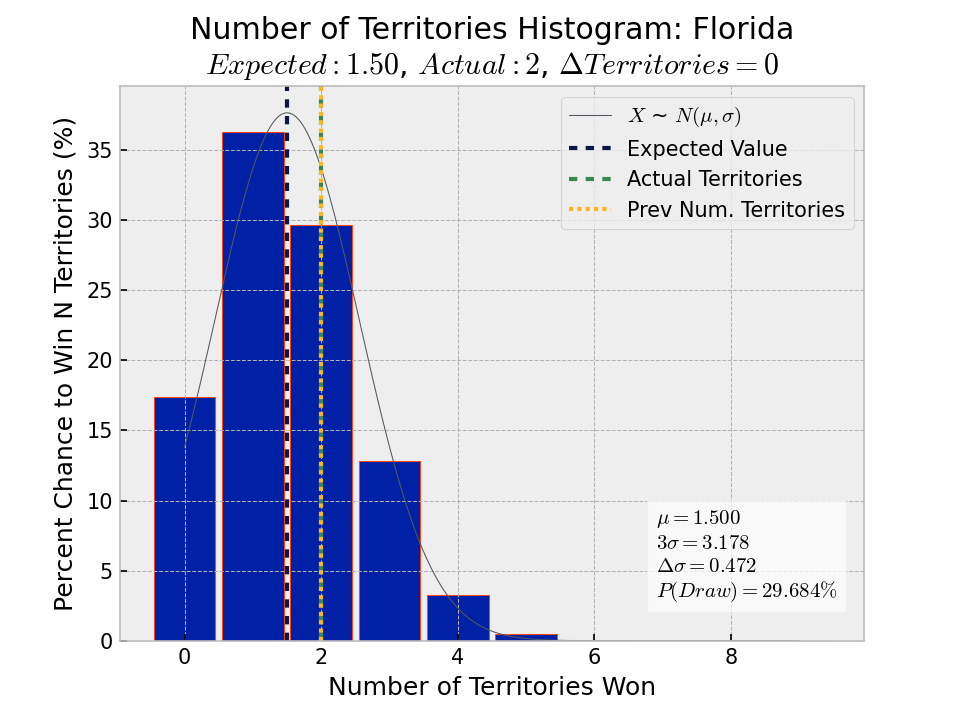 Number of Territories Histogram: Florida
Expected : 1.50, Actual : 2, ΔTerritories = 0
Percent Chance to Win N Territories (%)
35
30
25
20
15
10
5
0
X ~ N(μ, σ)
Expected Value
Actual Territories
Prev Num. Territories
μ = 1.500
3σ = 3.178
Δσ = 0.472
P(Draw) = 29.684%
0 2 4 6 8
Number of Territories Won